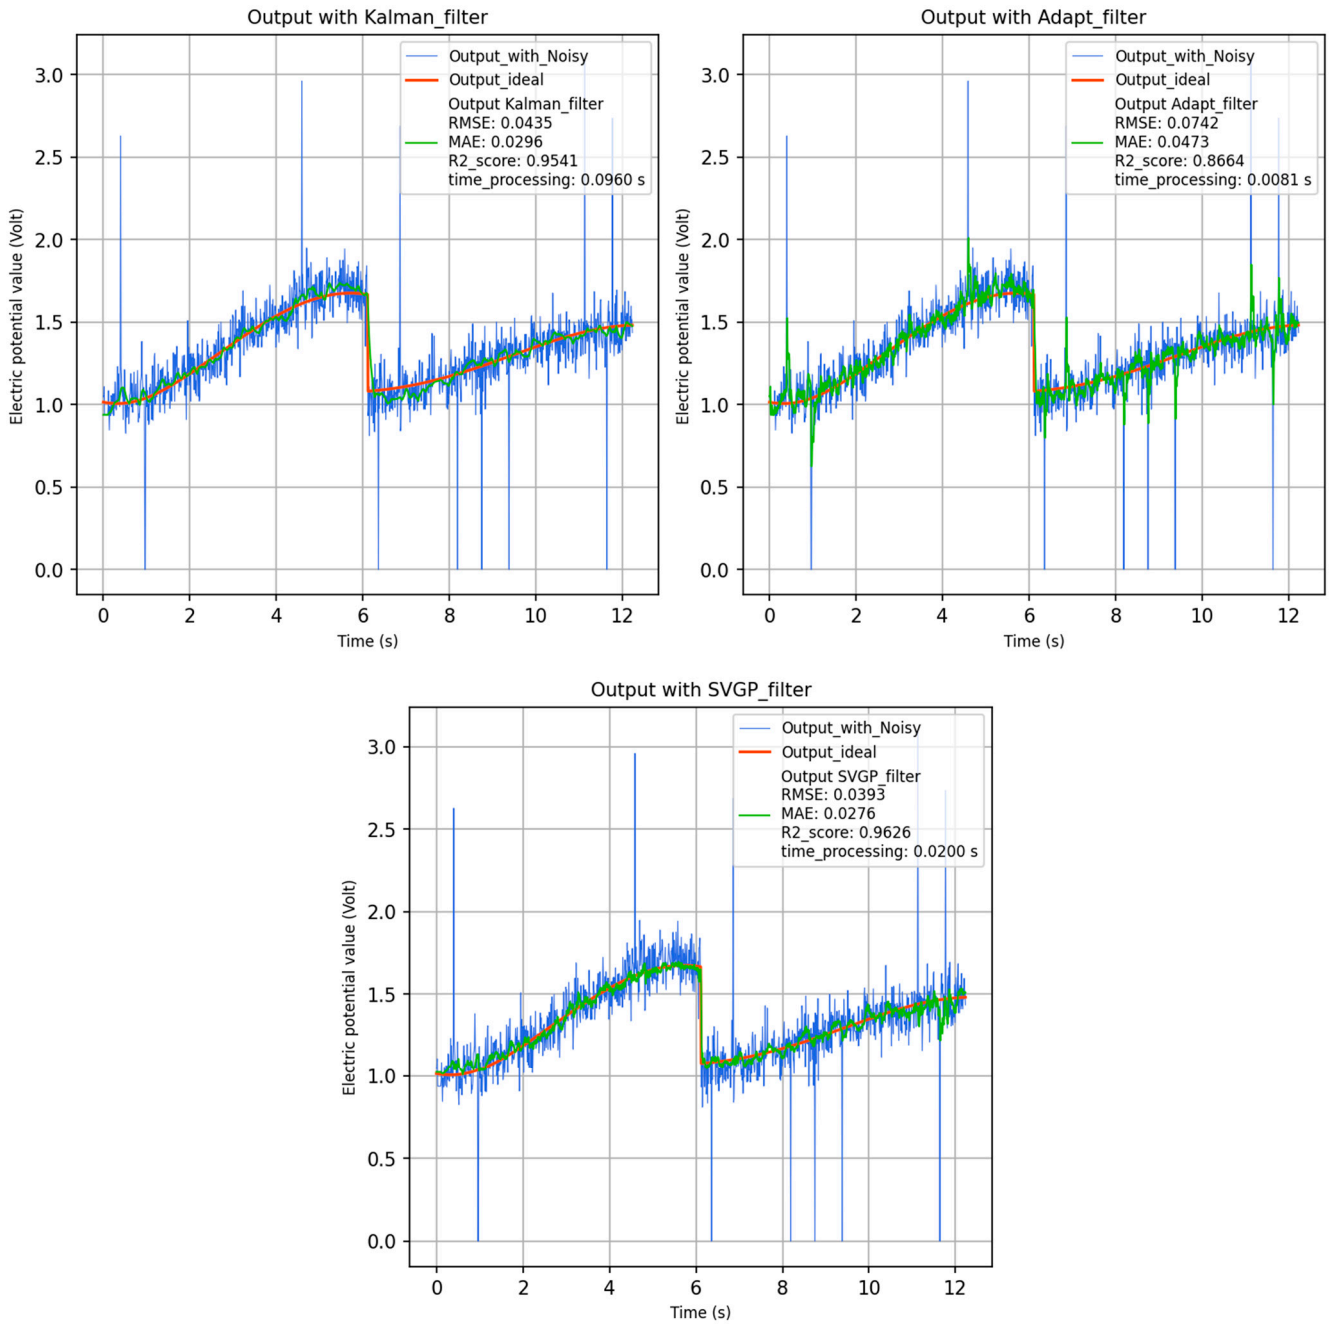 Output with Kalman_filter
Output_with_Noisy
Output_ideal
Output Kalman_filter
RMSE: 0.0435
MAE: 0.0296
R2_score: 0.9541
time_processing: 0.0960 s
Electric potential value (Volt)
3.0
2.5
2.0
1.5
1.0
0.5
0.0
0 2 4 6 8 10 12
Time (s)
Output with Adapt_filter
Output_with_Noisy
Output_ideal
Output Adapt_filter
RMSE: 0.0742
MAE: 0.0473
R2_score: 0.8664
time_processing: 0.0081 s
Electric potential value (Volt)
3.0
2.5
2.0
1.5
1.0
0.5
0.0
0 2 4 6 8 10 12
Time (s)
Output with SVGP_filter
Output_with_Noisy
Output_ideal
Output SVGP_filter
RMSE: 0.0393
MAE: 0.0276
R2_score: 0.9626
time_processing: 0.0200 s
Electric potential value (Volt)
3.0
2.5
2.0
1.5
1.0
0.5
0.0
0 2 4 6 8 10 12
Time (s)